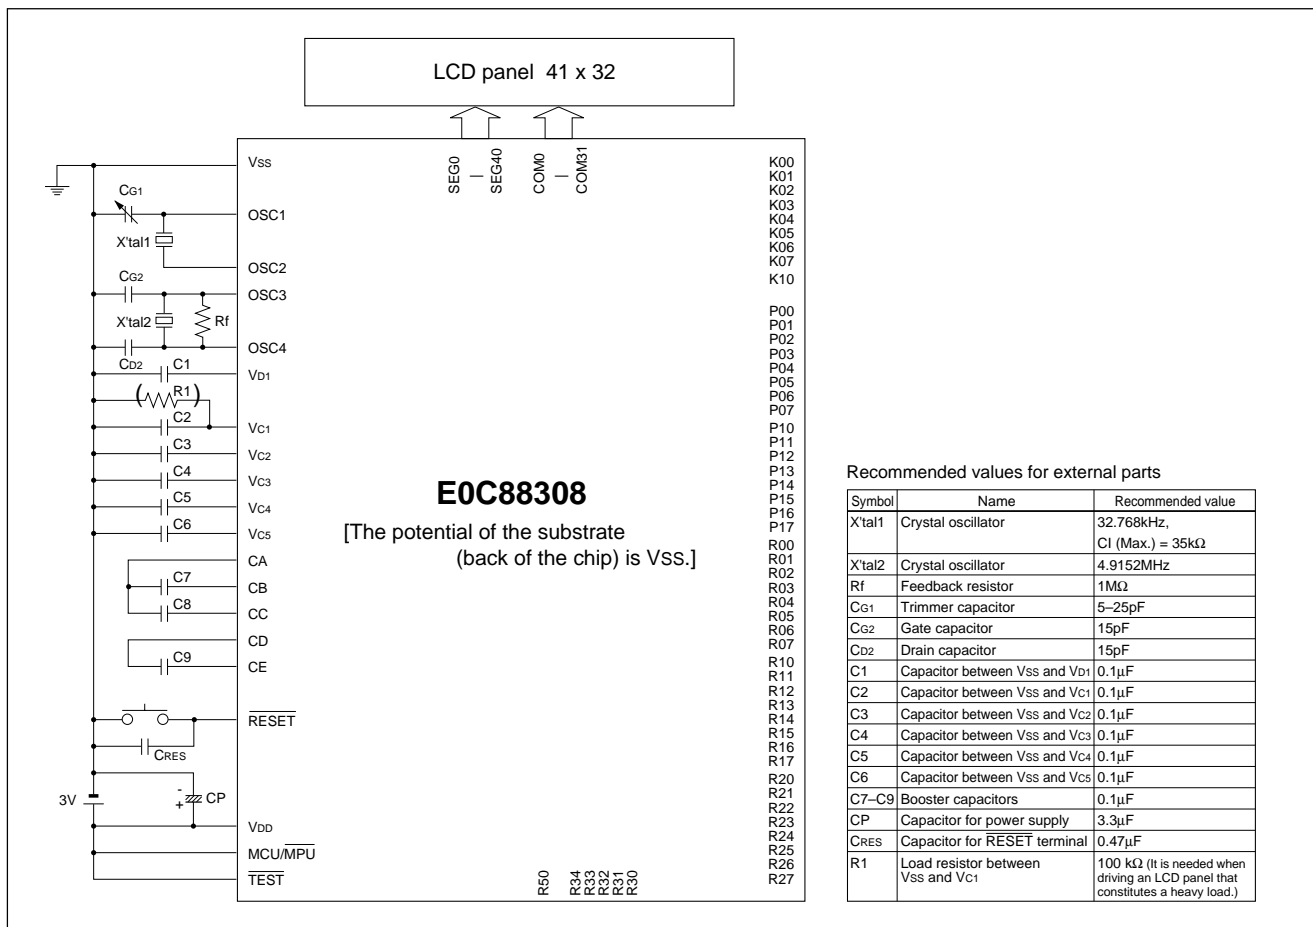 LCD panel 41 x 32
SEG0
SEG40
COM0
COM31
VSS
CG1
OSC1
X'tal1
OSC2
CG2
OSC3
X'tal2
Rf
OSC4
CD2
C1
VD1
(R1)
C2
VC1
C3
VC2
C4
VC3
C5
VC4
C6
VC5
CA
C7
CB
C8
CC
CD
C9
CE
RESET
CRES
3V
-
+
CP
VDD
MCU/MPU
TEST
E0C88308
[The potential of the substrate
(back of the chip) is VSS.]
K00
K01
K02
K03
K04
K05
K06
K07
K10
P00
P01
P02
P03
P04
P05
P06
P07
P10
P11
P12
P13
P14
P15
P16
P17
R00
R01
R02
R03
R04
R05
R06
R07
R10
R11
R12
R13
R14
R15
R16
R17
R20
R21
R22
R23
R24
R25
R26
R27
R50
R34
R33
R32
R31
R30
Recommended values for external parts
Symbol Name Recommended value
X'tal1 Crystal oscillator 32.768kHz,
CI (Max.) = 35kΩ
X'tal2 Crystal oscillator 4.9152MHz
Rf Feedback resistor 1MΩ
CG1 Trimmer capacitor 5–25pF
CG2 Gate capacitor 15pF
CD2 Drain capacitor 15pF
C1 Capacitor between VSS and VD1 0.1µF
C2 Capacitor between VSS and VC1 0.1µF
C3 Capacitor between VSS and VC2 0.1µF
C4 Capacitor between VSS and VC3 0.1µF
C5 Capacitor between VSS and VC4 0.1µF
C6 Capacitor between VSS and VC5 0.1µF
C7–C9 Booster capacitors 0.1µF
CP Capacitor for power supply 3.3µF
CRES Capacitor for RESET terminal 0.47µF
R1 Load resistor between 100 kΩ (It is needed when
VSS and VC1 driving an LCD panel that
constitutes a heavy load.)